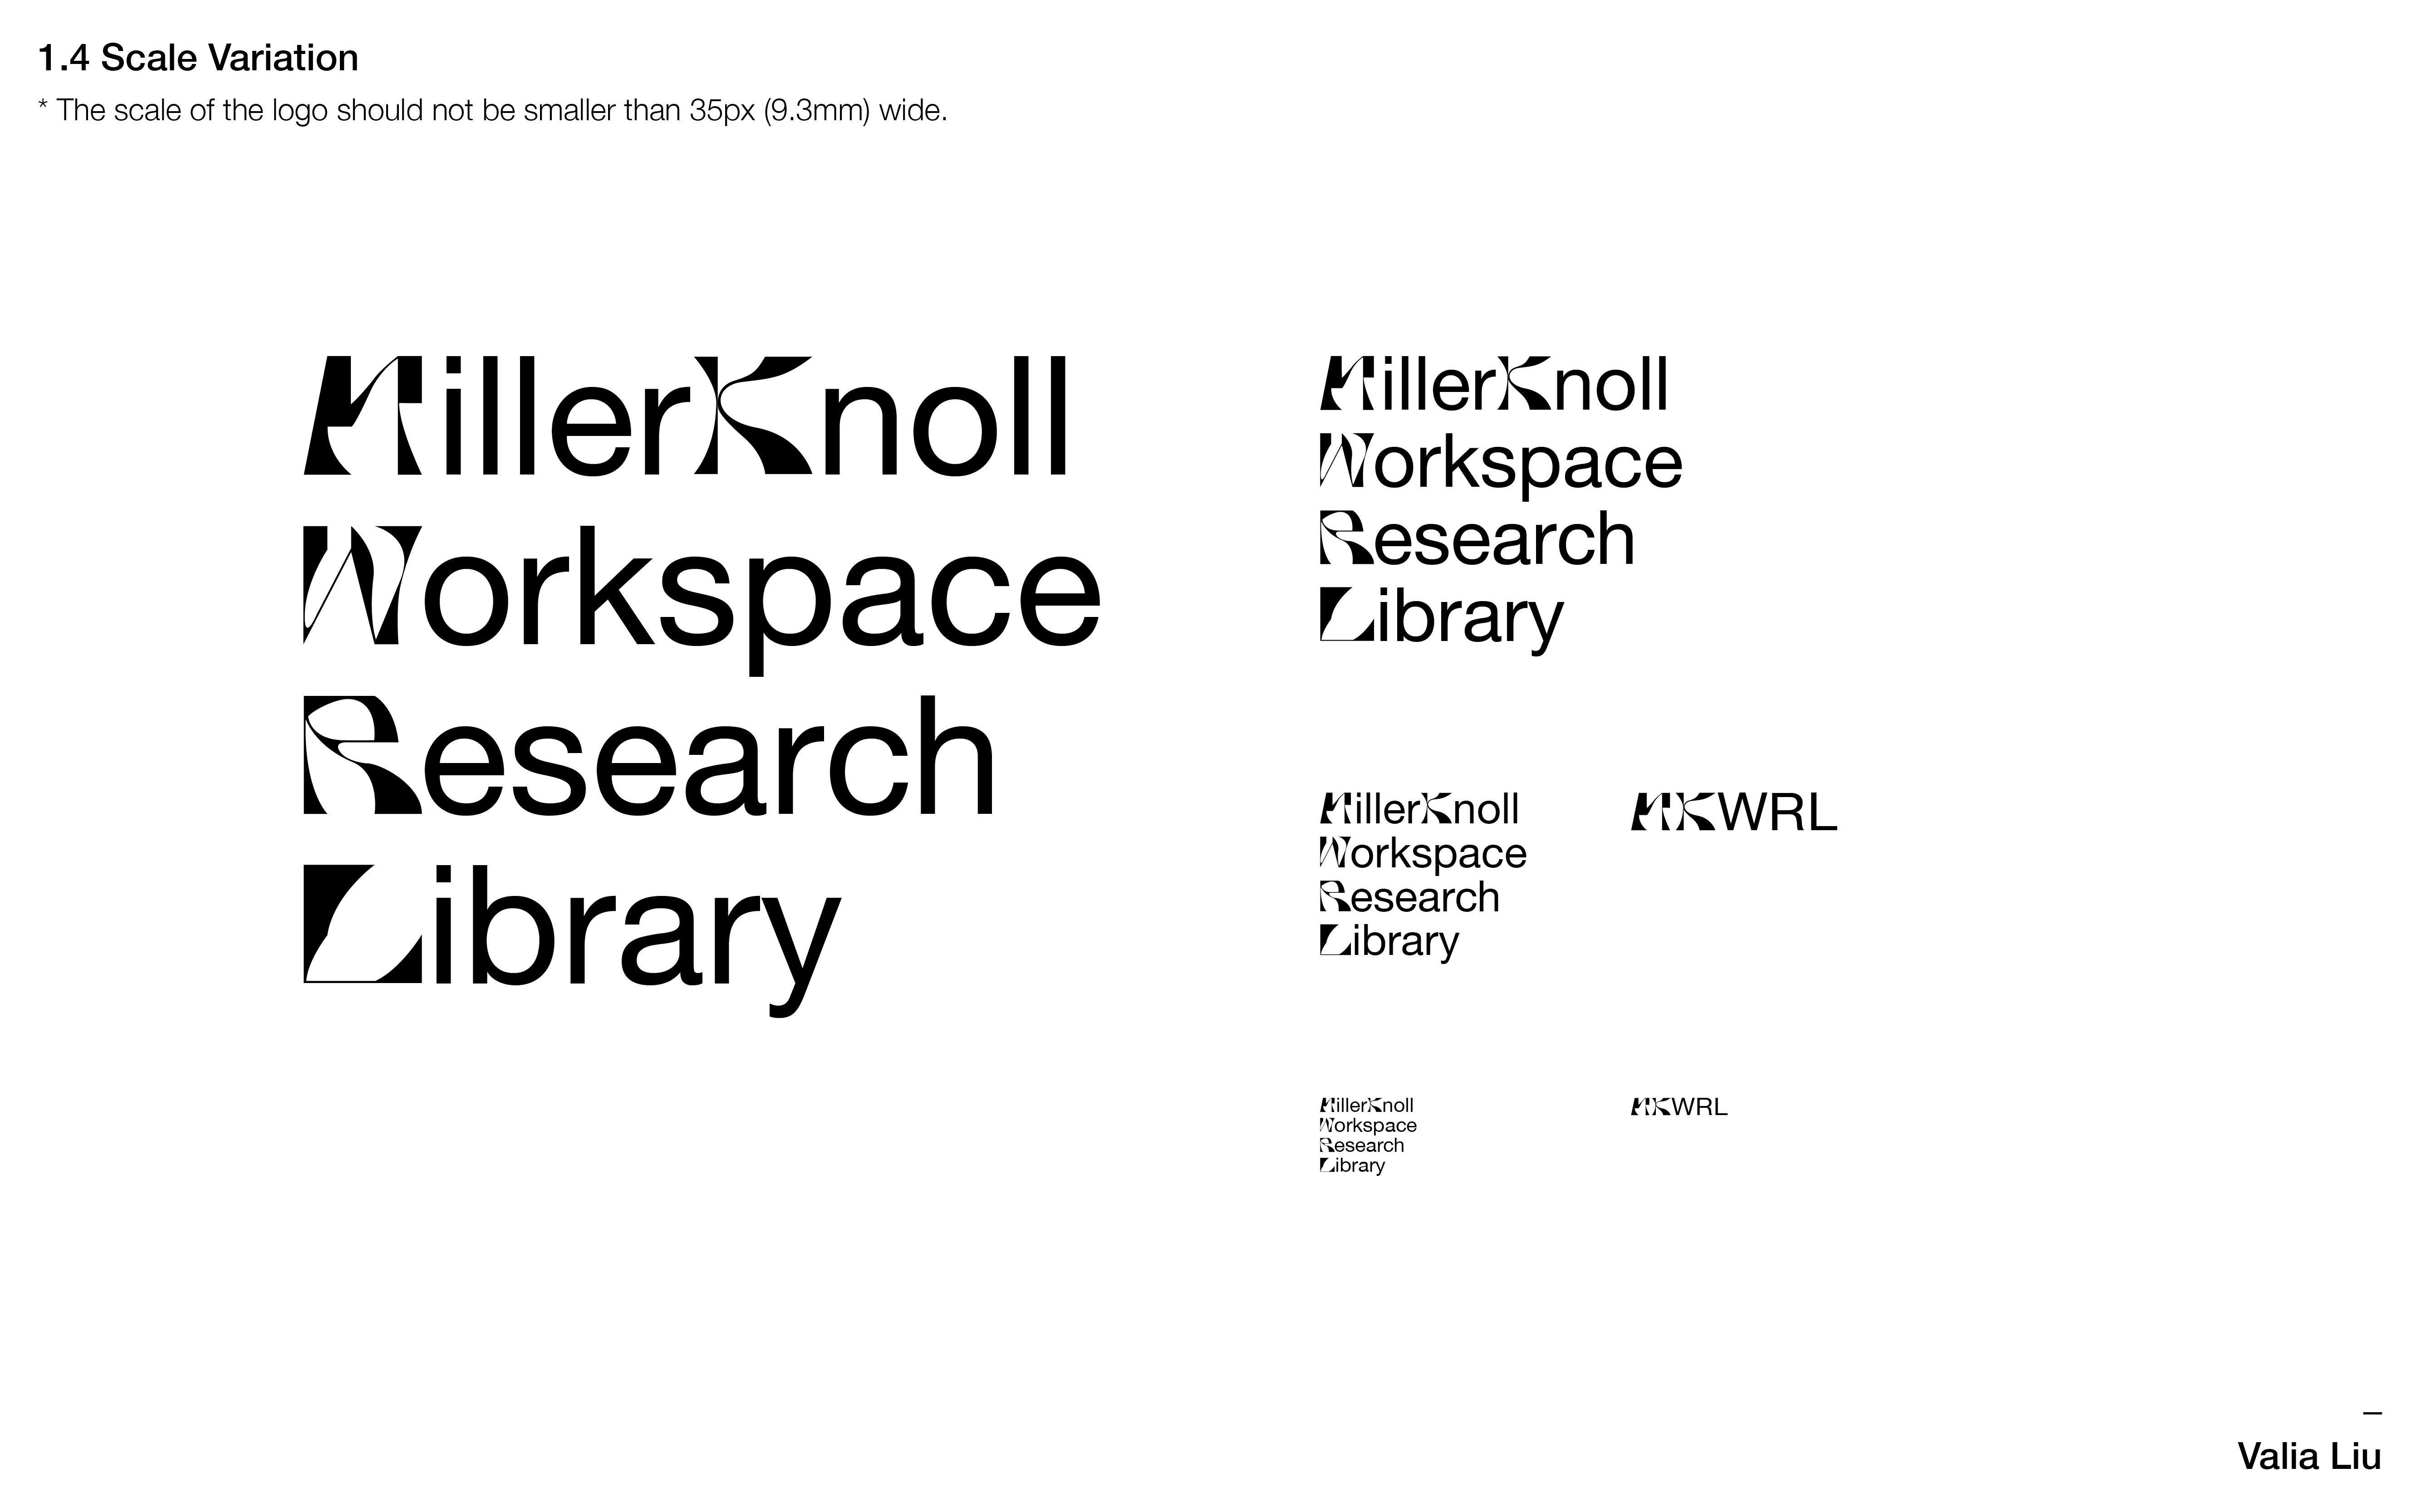 1.4 Scale Variation
* The scale of the logo should not be smaller than 35px (9.3mm) wide.
MillerKnoll
Workspace
Research
Library
MillerKnoll
Workspace
Research
Library
MillerKnoll
Workspace
Research
Library
MKWRL
MillerKnoll
Workspace
Research
Library
MKWRL
Valia Liu